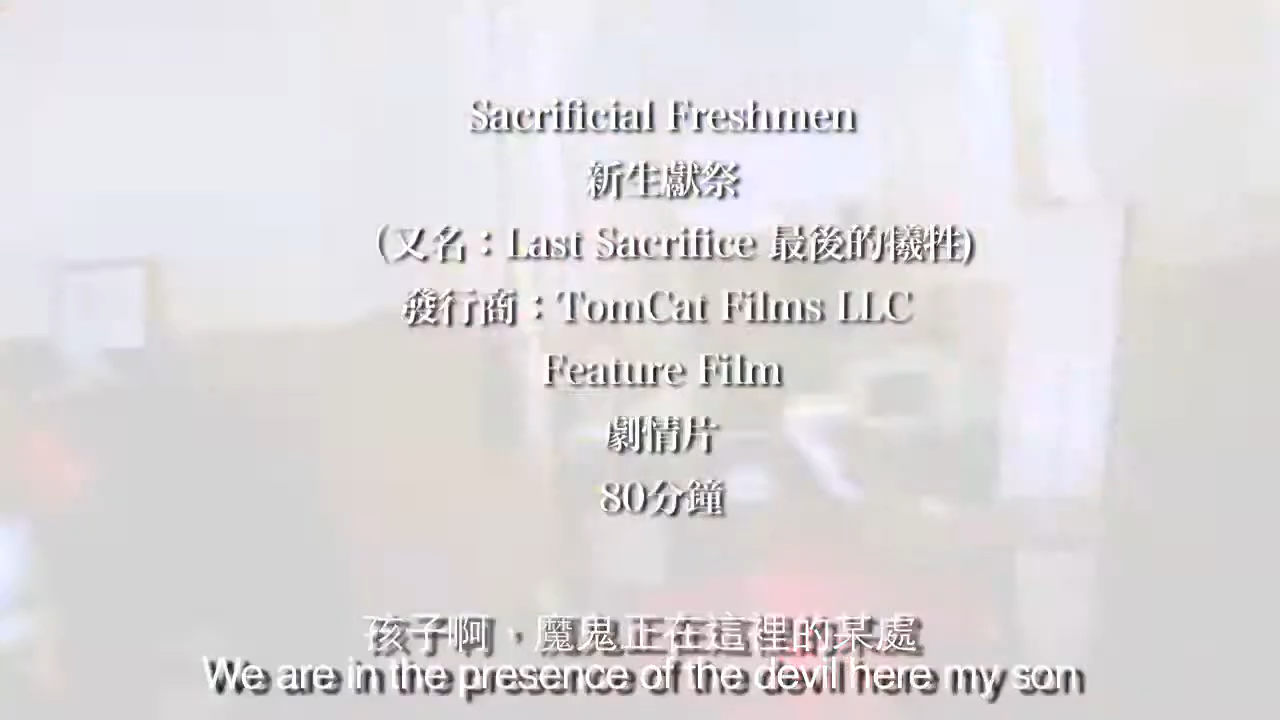 Sacrificial Freshmen
新生獻祭
（又名：Last Sacrifice 最後的犧牲)
發行商：TomCat Films LLC
Feature Film
劇情片
80分鐘
孩子啊、魔鬼正在這裡的某處
We are in the presence of the devil here my son